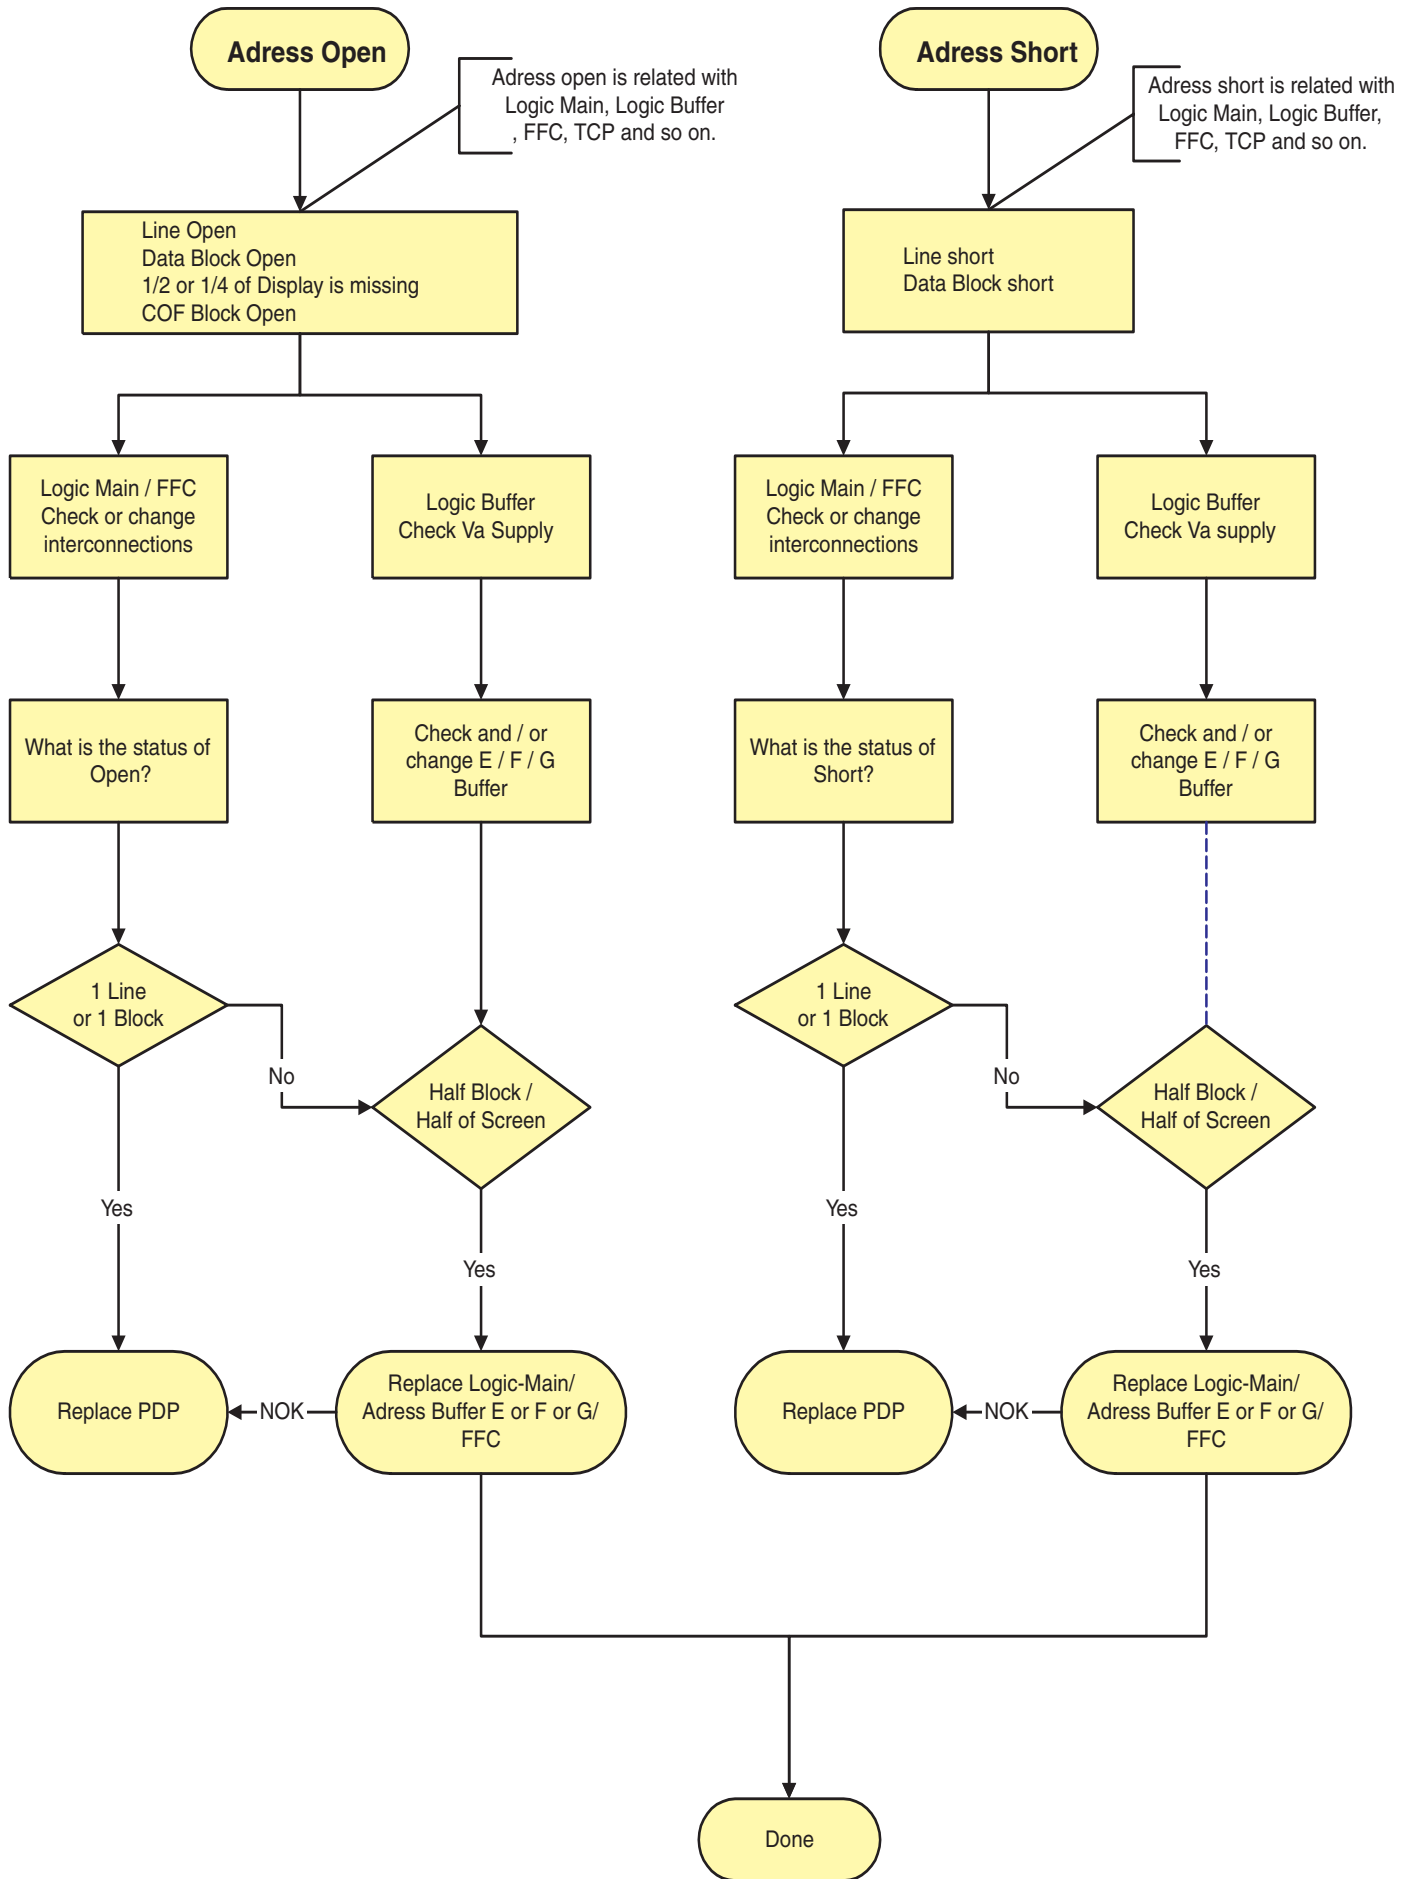 Adress Open
Adress open is related with
Logic Main, Logic Buffer
, FFC, TCP and so on.
Line Open
Data Block Open
1/2 or 1/4 of Display is missing
COF Block Open
Logic Main / FFC
Check or change
interconnections
Logic Buffer
Check Va Supply
What is the status of
Open?
Check and / or
change E / F / G
Buffer
1 Line
or 1 Block
No
Half Block /
Half of Screen
Yes
Yes
Replace PDP
NOK
Replace Logic-Main/
Adress Buffer E or F or G/
FFC
Adress Short
Adress short is related with
Logic Main, Logic Buffer,
FFC, TCP and so on.
Line short
Data Block short
Logic Main / FFC
Check or change
interconnections
Logic Buffer
Check Va supply
What is the status of
Short?
Check and / or
change E / F / G
Buffer
1 Line
or 1 Block
No
Half Block /
Half of Screen
Yes
Yes
Replace PDP
NOK
Replace Logic-Main/
Adress Buffer E or F or G/
FFC
Done